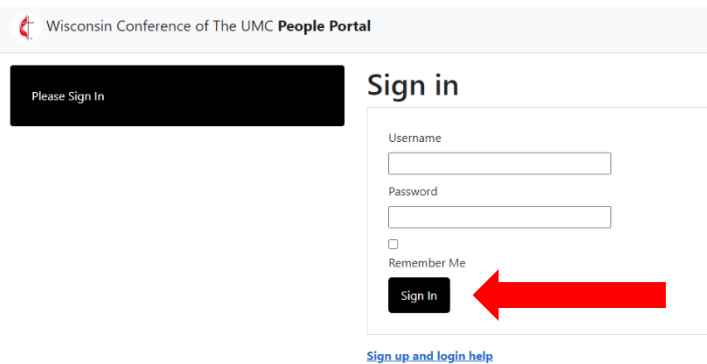 Wisconsin Conference of The UMC People Portal
Please Sign In
Sign in
Username
Password
Remember Me
Sign In
Sign up and login help